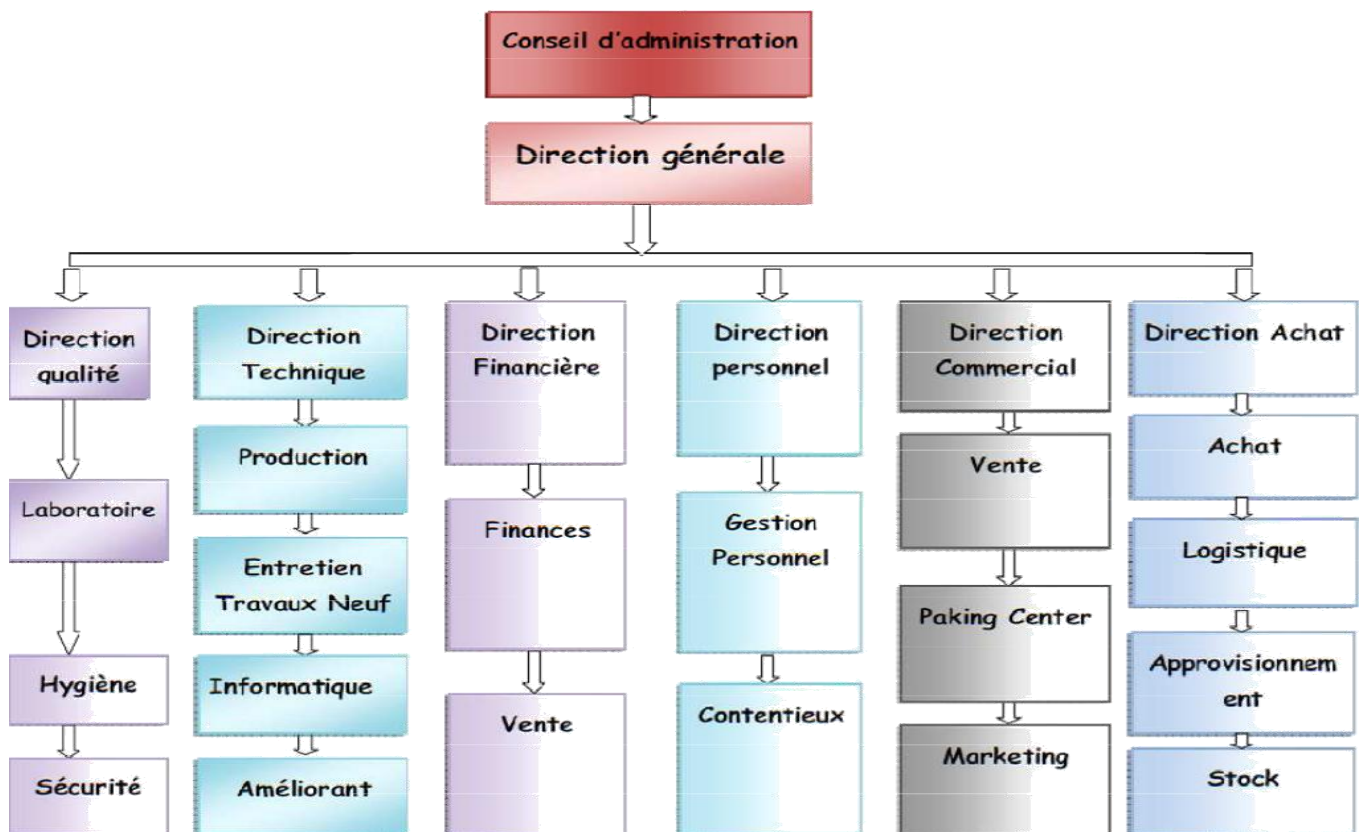 Conseil d'administration
Direction générale
Direction
qualité
Laboratoire
Hygiène
Sécurité
Direction
Technique
Production
Entretien
Travaux Neuf
Informatique
Améliorant
Direction
Financière
Finances
Vente
Direction
personnel
Gestion
Personnel
Contentieux
Direction
Commercial
Vente
Paking Center
Marketing
Direction Achat
Achat
Logistique
Approvisionnem
ent
Stock